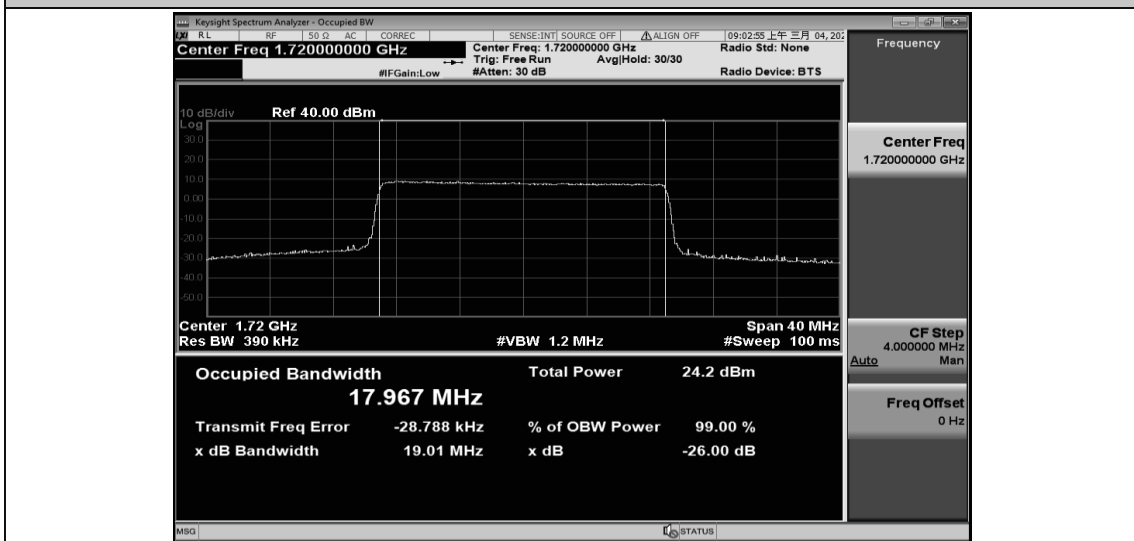 Keysight Spectrum Analyzer - Occupied BW
LXI RL RF 50 Ω AC CORREC SENSE:INT SOURCE OFF ALIGN OFF 09:02:55 上午 三月 04, 202
Center Freq 1.720000000 GHz
Center Freq: 1.720000000 GHz
Radio Std: None
Trig: Free Run Avg|Hold: 30/30
#IFGain:Low #Atten: 30 dB Radio Device: BTS
10 dB/div Ref 40.00 dBm
Log
30.0
20.0
10.0
0.00
-10.0
-20.0
-30.0
-40.0
-50.0
Center 1.72 GHz Span 40 MHz
Res BW 390 kHz #VBW 1.2 MHz #Sweep 100 ms
Occupied Bandwidth Total Power 24.2 dBm
17.967 MHz
Transmit Freq Error -28.788 kHz % of OBW Power 99.00 %
x dB Bandwidth 19.01 MHz x dB -26.00 dB
MSG STATUS
Frequency
Center Freq
1.720000000 GHz
CF Step
4.000000 MHz
Auto Man
Freq Offset
0 Hz